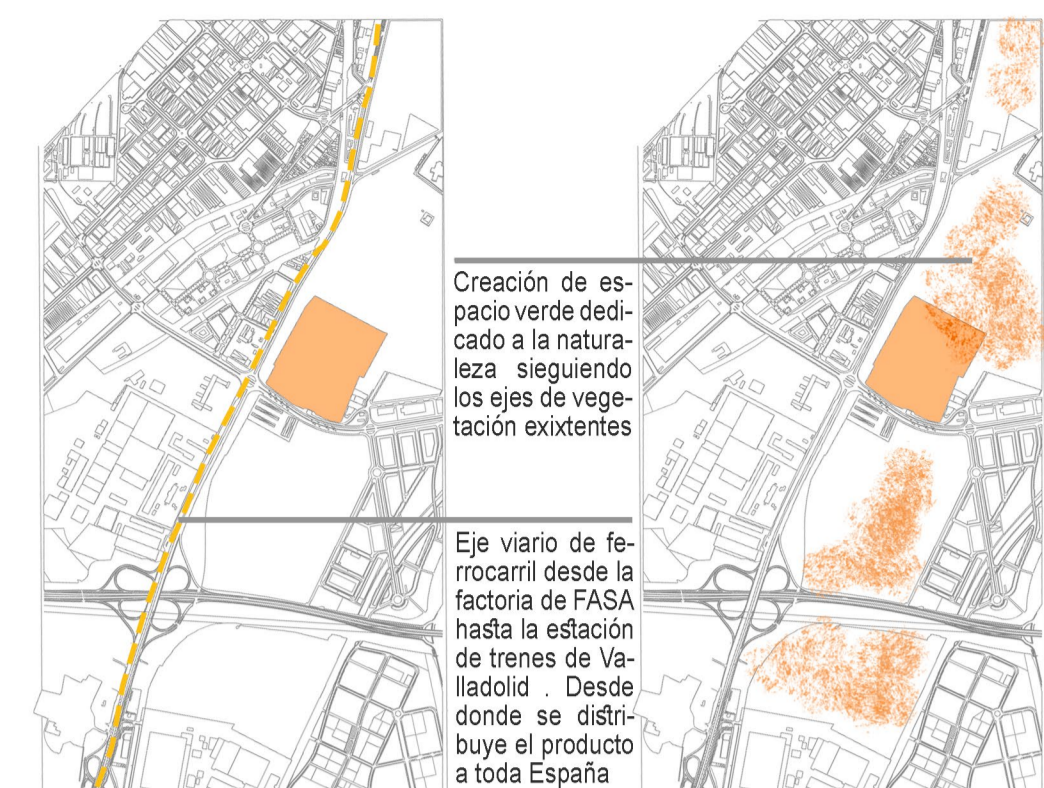 Creación de es-
pacio verde dedi-
cado a la natura-
leza sieguiendo
los ejes de vege-
tación exixtentes
Eje viario de fe-
rrocarril desde la
factoria de FASA
hasta la estación
de trenes de Va-
lladolid . Desde
donde se distri-
buye el producto
a toda España